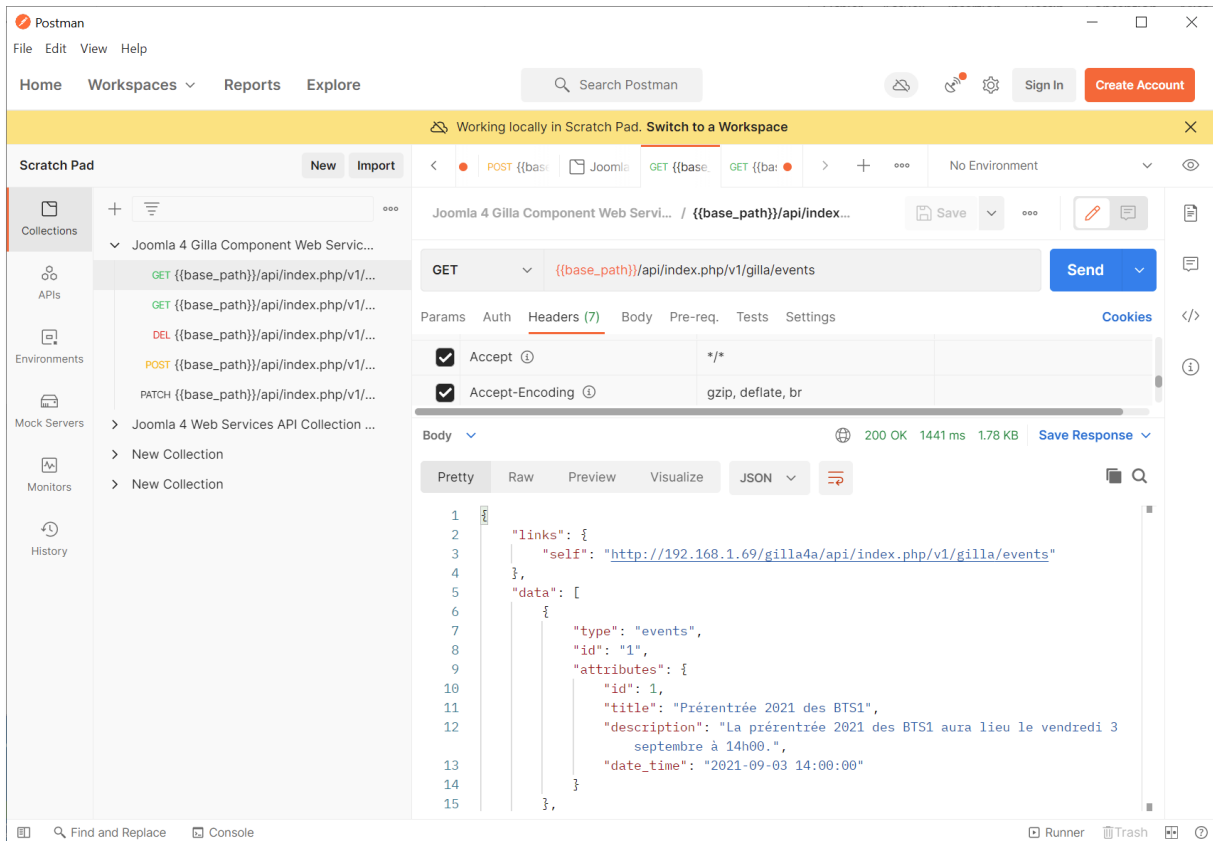 Postman
File Edit View Help
Home Workspaces Reports Explore Search Postman Sign In Create Account
Working locally in Scratch Pad. Switch to a Workspace
Scratch Pad New Import
POST {{base Joomla GET {{base_ GET {{ba: No Environment
Collections
APIs
Environments
Mock Servers
Monitors
History
Joomla 4 Gilla Component Web Servic...
GET {{base_path}}/api/index.php/v1/...
GET {{base_path}}/api/index.php/v1/...
DEL {{base_path}}/api/index.php/v1/...
POST {{base_path}}/api/index.php/v1/...
PATCH {{base_path}}/api/index.php/v1/...
Joomla 4 Web Services API Collection ...
New Collection
New Collection
Joomla 4 Gilla Component Web Servi... / {{base_path}}/api/index... Save
GET {{base_path}}/api/index.php/v1/gilla/events Send
Params Auth Headers (7) Body Pre-req. Tests Settings Cookies
Accept */*
Accept-Encoding gzip, deflate, br
Body 200 OK 1441 ms 1.78 KB Save Response
Pretty Raw Preview Visualize JSON
1 {
2 "links": {
3 "self": "http://192.168.1.69/gilla4a/api/index.php/v1/gilla/events"
4 },
5 "data": [
6 {
7 "type": "events",
8 "id": "1",
9 "attributes": {
10 "id": 1,
11 "title": "Prérentrée 2021 des BTS1",
12 "description": "La prérentrée 2021 des BTS1 aura lieu le vendredi 3
septembre à 14h00.",
13 "date_time": "2021-09-03 14:00:00"
14 }
15 },
Find and Replace Console Runner Trash